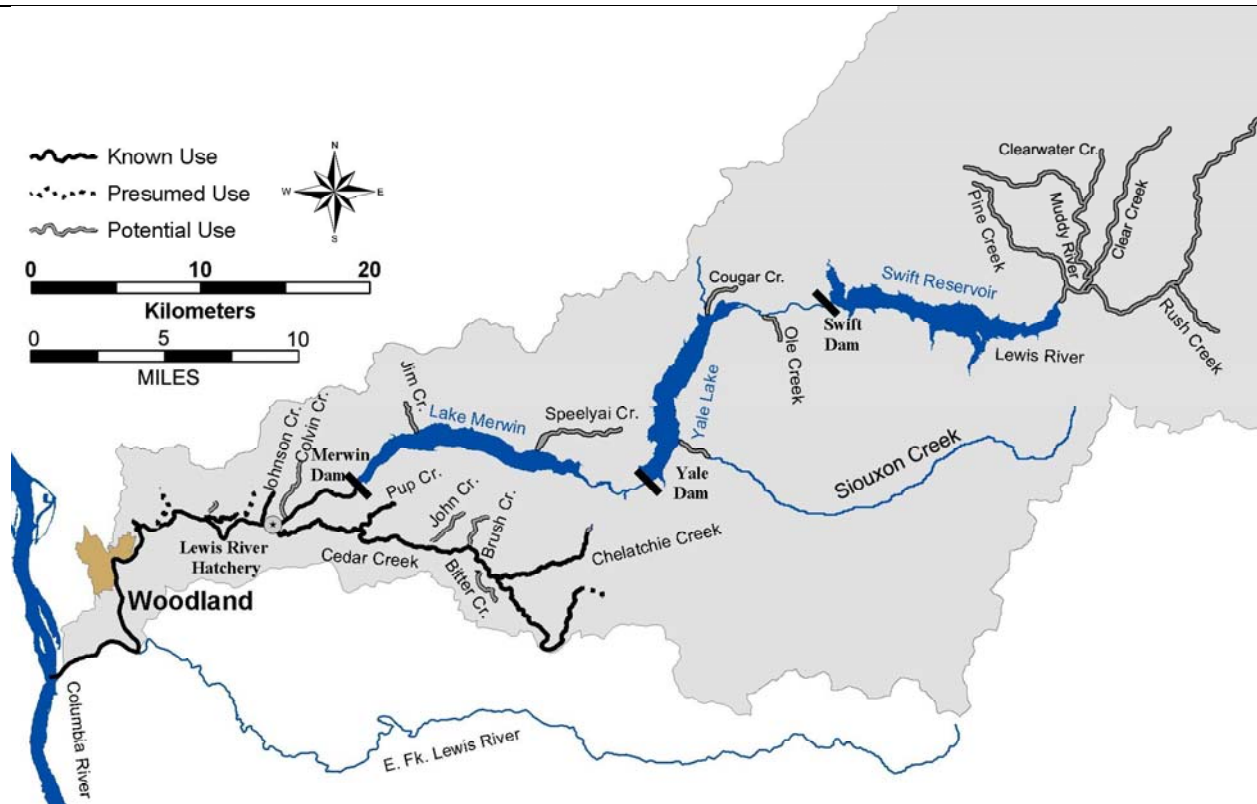 N
W
E
S
Known Use
Presumed Use
Potential Use
0
10
20
Kilometers
0
5
10
MILES
Clearwater Cr.
Pine Creek
Muddy River
Clear Creek
Rush Creek
Cougar Cr.
Swift Reservoir
Swift
Dam
Ole Creek
Lewis River
Yale Lake
Jim Cr.
Lake Merwin
Speelyai Cr.
Johnson Cr.
Colvin Cr.
Merwin
Dam
Pup Cr.
Yale
Dam
Siouxon Creek
John Cr.
Brush Cr.
Lewis River
Hatchery
Cedar Creek
Chelatchie Creek
Bitter Cr.
Woodland
Columbia River
E. Fk. Lewis River